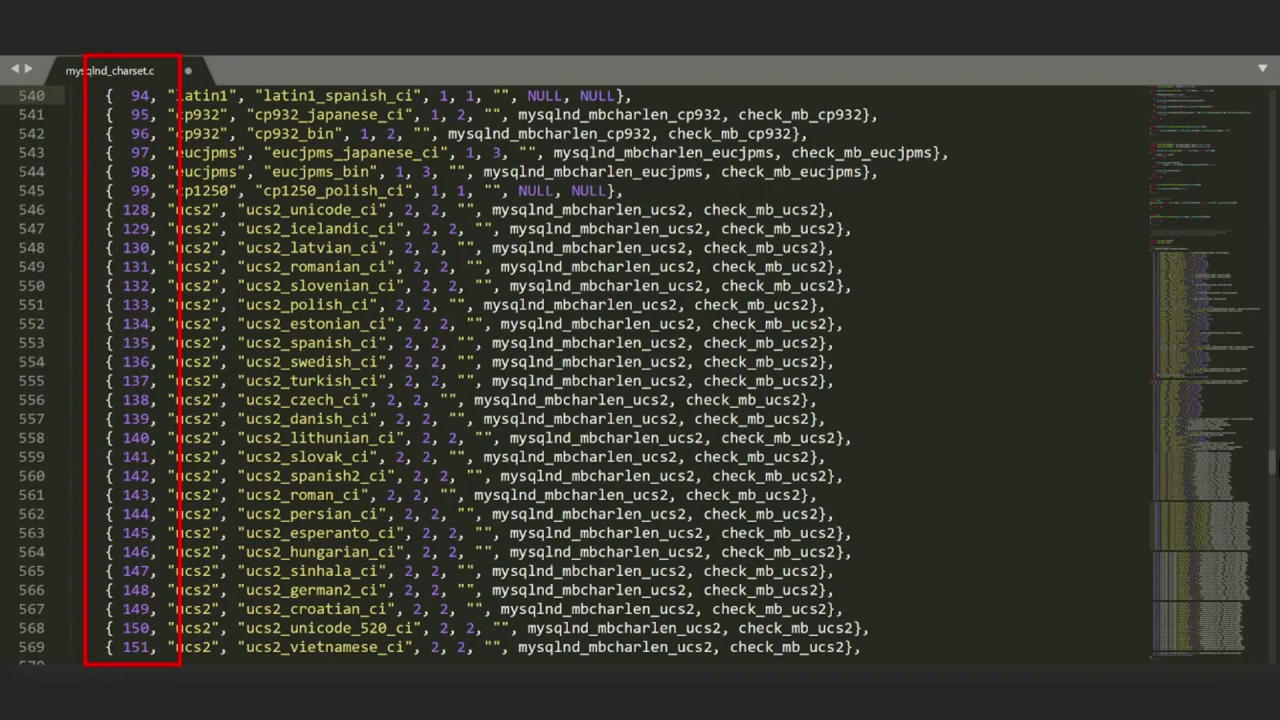 mysqlnd_charset.c
540 { 94, "latin1", "latin1_spanish_ci", 1, 1, "", NULL, NULL},
541 { 95, "cp932", "cp932_japanese_ci", 1, 2, "", mysqlnd_mbcharlen_cp932, check_mb_cp932},
542 { 96, "cp932", "cp932_bin", 1, 2, "", mysqlnd_mbcharlen_cp932, check_mb_cp932},
543 { 97, "eucjpms", "eucjpms_japanese_ci", 1, 3, "", mysqlnd_mbcharlen_eucjpms, check_mb_eucjpms},
544 { 98, "eucjpms", "eucjpms_bin", 1, 3, "", mysqlnd_mbcharlen_eucjpms, check_mb_eucjpms},
545 { 99, "cp1250", "cp1250_polish_ci", 1, 1, "", NULL, NULL},
546 { 128, "ucs2", "ucs2_unicode_ci", 2, 2, "", mysqlnd_mbcharlen_ucs2, check_mb_ucs2},
547 { 129, "ucs2", "ucs2_icelandic_ci", 2, 2, "", mysqlnd_mbcharlen_ucs2, check_mb_ucs2},
548 { 130, "ucs2", "ucs2_latvian_ci", 2, 2, "", mysqlnd_mbcharlen_ucs2, check_mb_ucs2},
549 { 131, "ucs2", "ucs2_romanian_ci", 2, 2, "", mysqlnd_mbcharlen_ucs2, check_mb_ucs2},
550 { 132, "ucs2", "ucs2_slovenian_ci", 2, 2, "", mysqlnd_mbcharlen_ucs2, check_mb_ucs2},
551 { 133, "ucs2", "ucs2_polish_ci", 2, 2, "", mysqlnd_mbcharlen_ucs2, check_mb_ucs2},
552 { 134, "ucs2", "ucs2_estonian_ci", 2, 2, "", mysqlnd_mbcharlen_ucs2, check_mb_ucs2},
553 { 135, "ucs2", "ucs2_spanish_ci", 2, 2, "", mysqlnd_mbcharlen_ucs2, check_mb_ucs2},
554 { 136, "ucs2", "ucs2_swedish_ci", 2, 2, "", mysqlnd_mbcharlen_ucs2, check_mb_ucs2},
555 { 137, "ucs2", "ucs2_turkish_ci", 2, 2, "", mysqlnd_mbcharlen_ucs2, check_mb_ucs2},
556 { 138, "ucs2", "ucs2_czech_ci", 2, 2, "", mysqlnd_mbcharlen_ucs2, check_mb_ucs2},
557 { 139, "ucs2", "ucs2_danish_ci", 2, 2, "", mysqlnd_mbcharlen_ucs2, check_mb_ucs2},
558 { 140, "ucs2", "ucs2_lithunian_ci", 2, 2, "", mysqlnd_mbcharlen_ucs2, check_mb_ucs2},
559 { 141, "ucs2", "ucs2_slovak_ci", 2, 2, "", mysqlnd_mbcharlen_ucs2, check_mb_ucs2},
560 { 142, "ucs2", "ucs2_spanish2_ci", 2, 2, "", mysqlnd_mbcharlen_ucs2, check_mb_ucs2},
561 { 143, "ucs2", "ucs2_roman_ci", 2, 2, "", mysqlnd_mbcharlen_ucs2, check_mb_ucs2},
562 { 144, "ucs2", "ucs2_persian_ci", 2, 2, "", mysqlnd_mbcharlen_ucs2, check_mb_ucs2},
563 { 145, "ucs2", "ucs2_esperanto_ci", 2, 2, "", mysqlnd_mbcharlen_ucs2, check_mb_ucs2},
564 { 146, "ucs2", "ucs2_hungarian_ci", 2, 2, "", mysqlnd_mbcharlen_ucs2, check_mb_ucs2},
565 { 147, "ucs2", "ucs2_sinhala_ci", 2, 2, "", mysqlnd_mbcharlen_ucs2, check_mb_ucs2},
566 { 148, "ucs2", "ucs2_german2_ci", 2, 2, "", mysqlnd_mbcharlen_ucs2, check_mb_ucs2},
567 { 149, "ucs2", "ucs2_croatian_ci", 2, 2, "", mysqlnd_mbcharlen_ucs2, check_mb_ucs2},
568 { 150, "ucs2", "ucs2_unicode_520_ci", 2, 2, "", mysqlnd_mbcharlen_ucs2, check_mb_ucs2},
569 { 151, "ucs2", "ucs2_vietnamese_ci", 2, 2, "", mysqlnd_mbcharlen_ucs2, check_mb_ucs2},